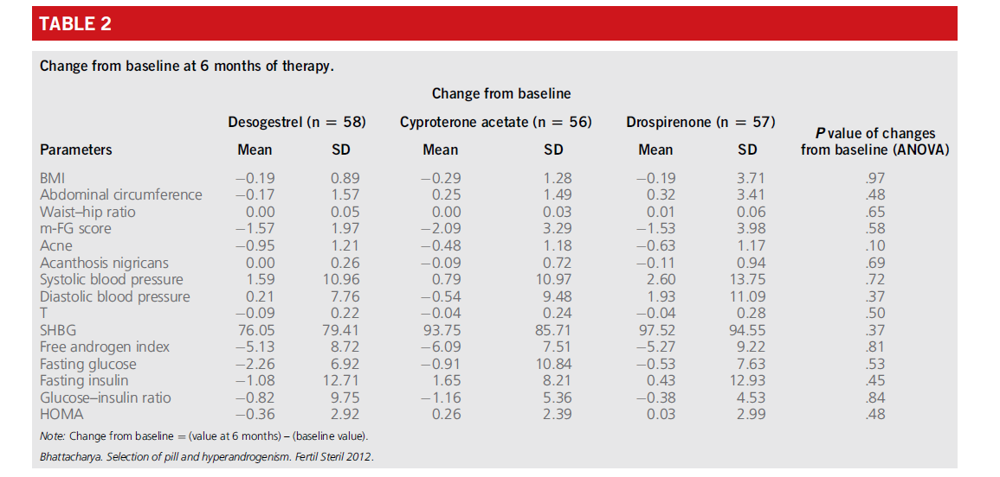 TABLE 2
Change from baseline at 6 months of therapy.
Change from baseline
Desogestrel (n = 58) Cyproterone acetate (n = 56) Drospirenone (n = 57) P value of changes from baseline (ANOVA)
Parameters Mean SD Mean SD Mean SD
BMI −0.19 0.89 −0.29 1.28 −0.19 3.71 .97
Abdominal circumference −0.17 1.57 0.25 1.49 0.32 3.41 .48
Waist–hip ratio 0.00 0.05 0.00 0.03 0.01 0.06 .65
m-FG score −1.57 1.97 −2.09 3.29 −1.53 3.98 .58
Acne −0.95 1.21 −0.48 1.18 −0.63 1.17 .10
Acanthosis nigricans 0.00 0.26 −0.09 0.72 −0.11 0.94 .69
Systolic blood pressure 1.59 10.96 0.79 10.97 2.60 13.75 .72
Diastolic blood pressure 0.21 7.76 −0.54 9.48 1.93 11.09 .37
T −0.09 0.22 −0.04 0.24 −0.04 0.28 .50
SHBG 76.05 79.41 93.75 85.71 97.52 94.55 .37
Free androgen index −5.13 8.72 −6.09 7.51 −5.27 9.22 .81
Fasting glucose −2.26 6.92 −0.91 10.84 −0.53 7.63 .53
Fasting insulin −1.08 12.71 1.65 8.21 0.43 12.93 .45
Glucose–insulin ratio −0.82 9.75 −1.16 5.36 −0.38 4.53 .84
HOMA −0.36 2.92 0.26 2.39 0.03 2.99 .48
Note: Change from baseline = (value at 6 months) – (baseline value).
Bhattacharya. Selection of pill and hyperandrogenism. Fertil Steril 2012.